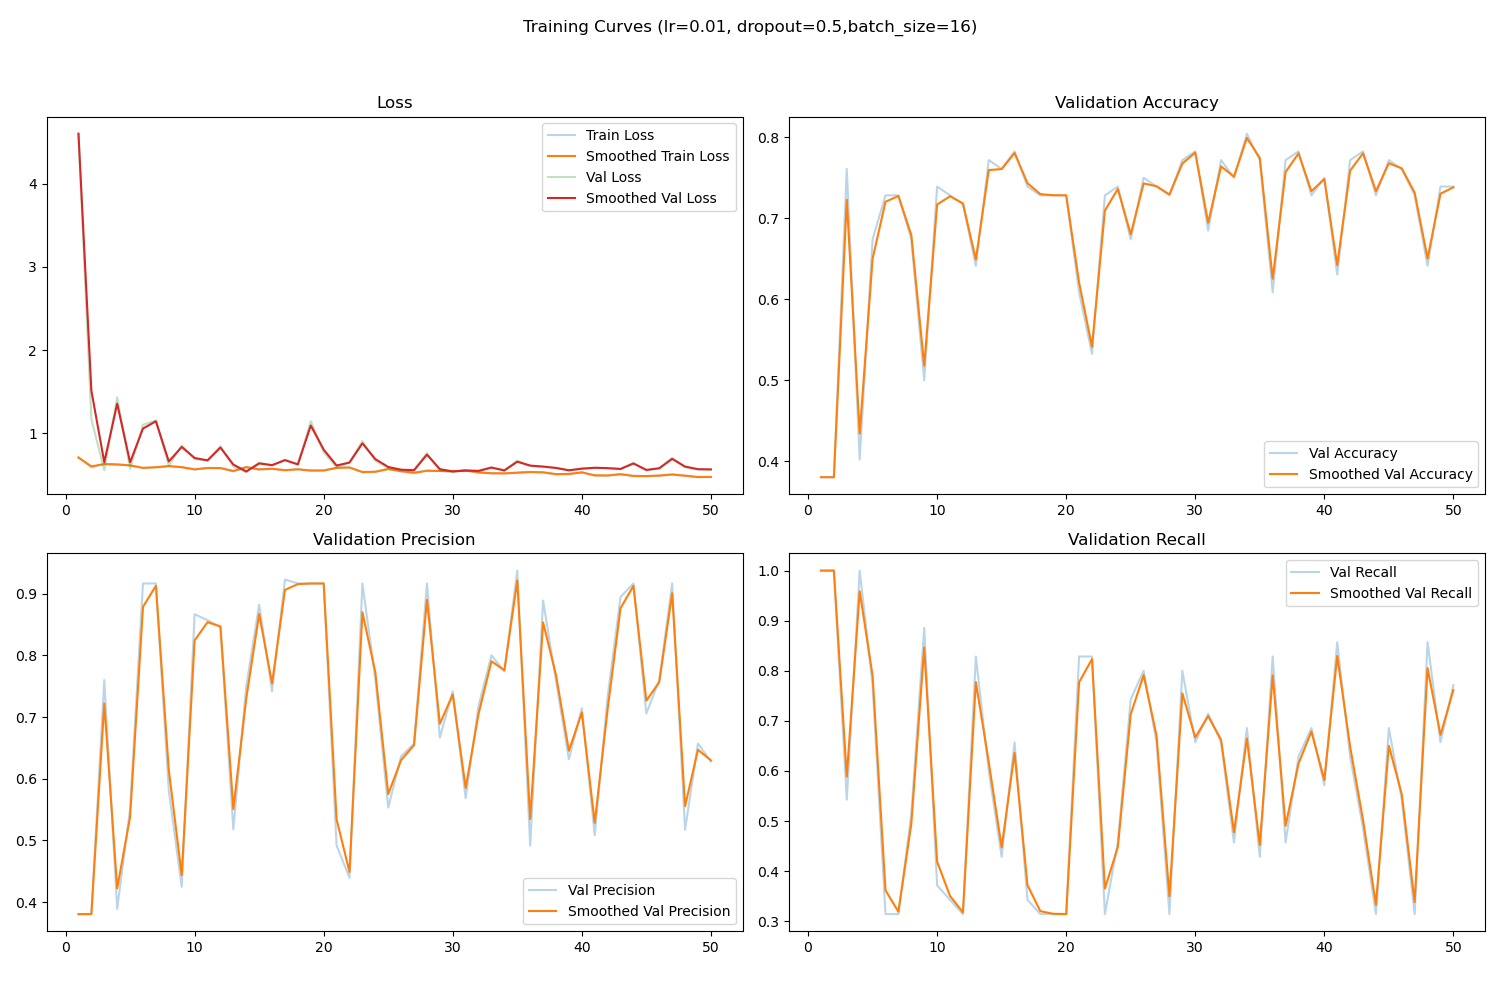 Training Curves (lr=0.01, dropout=0.5,batch_size=16)
Loss
Train Loss
Smoothed Train Loss
Val Loss
Smoothed Val Loss
4
3
2
1
0 10 20 30 40 50
Validation Accuracy
0.8
0.7
0.6
0.5
0.4
Val Accuracy
Smoothed Val Accuracy
0 10 20 30 40 50
Validation Precision
0.9
0.8
0.7
0.6
0.5
0.4
Val Precision
Smoothed Val Precision
0 10 20 30 40 50
Validation Recall
Val Recall
Smoothed Val Recall
1.0
0.9
0.8
0.7
0.6
0.5
0.4
0.3
0 10 20 30 40 50